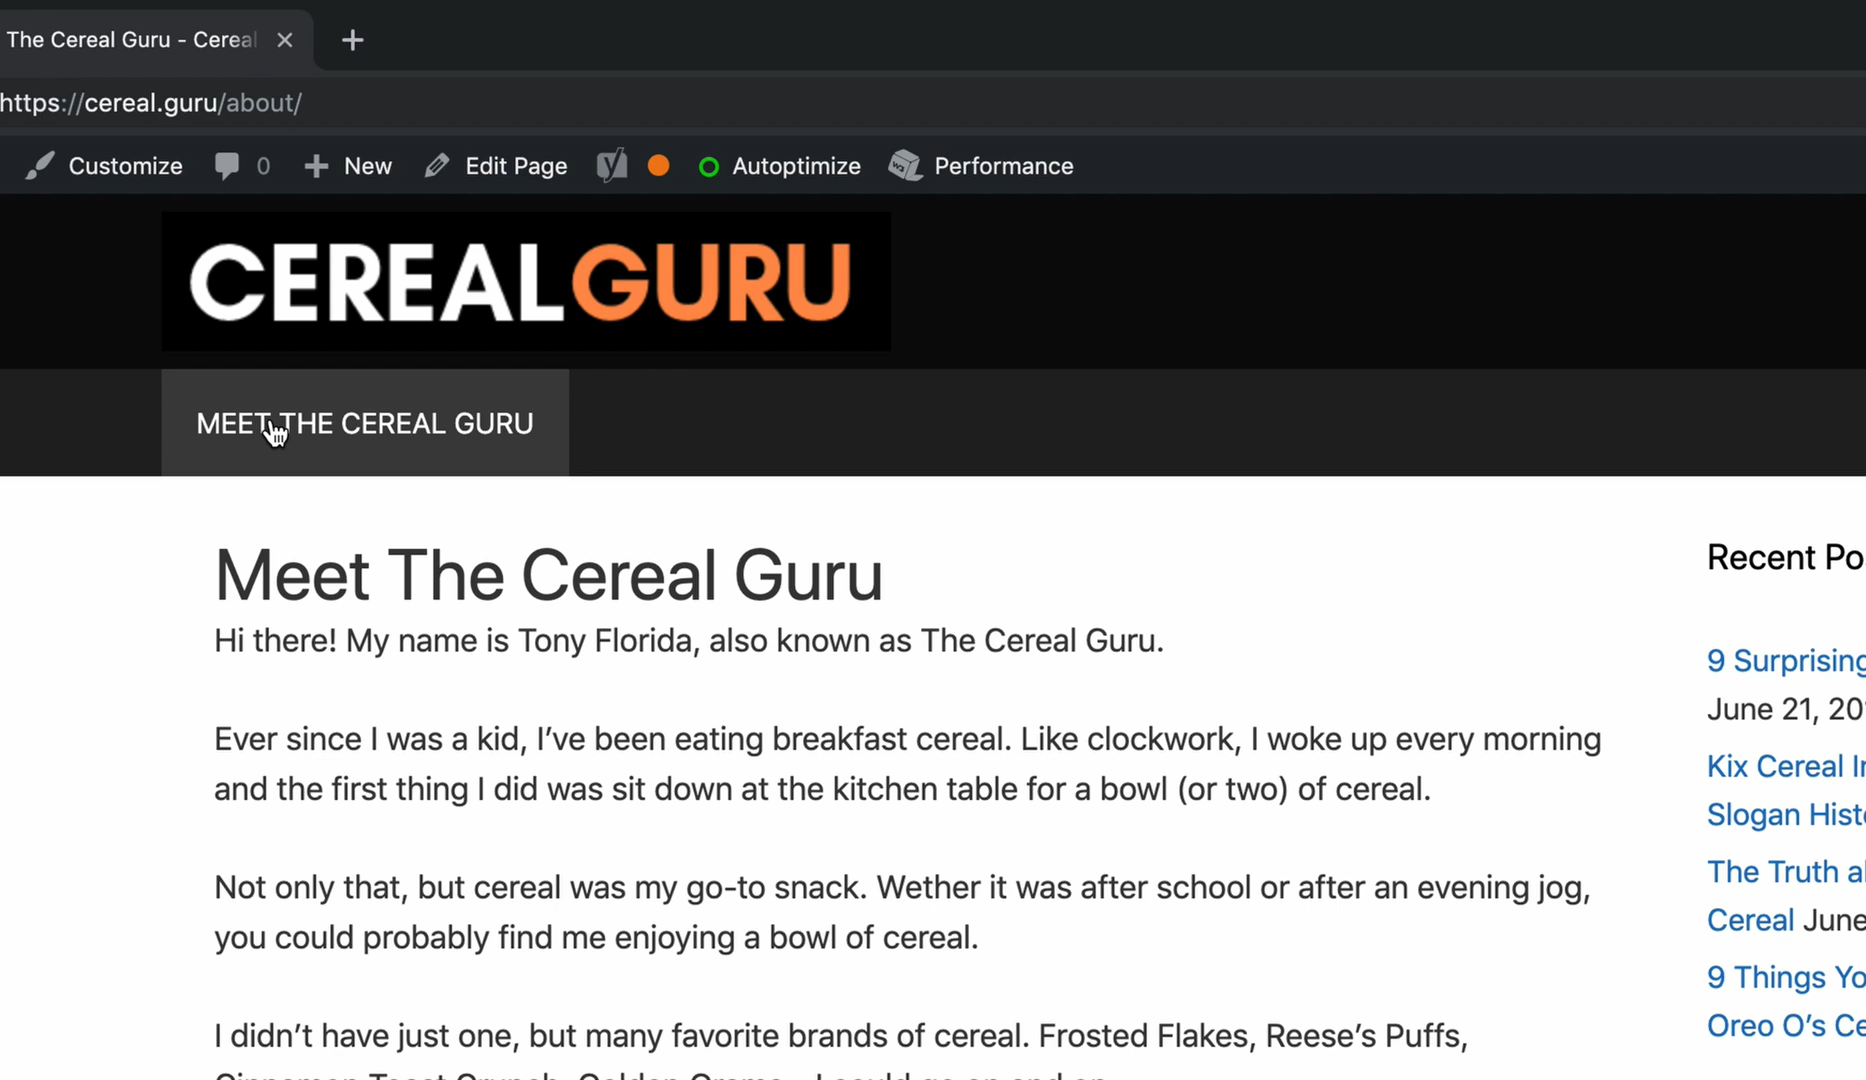 The Cereal Guru - Cereal
https://cereal.guru/about/
Customize 0 New Edit Page Autoptimize Performance
CEREALGURU
MEET THE CEREAL GURU
Meet The Cereal Guru
Hi there! My name is Tony Florida, also known as The Cereal Guru.
Ever since I was a kid, I’ve been eating breakfast cereal. Like clockwork, I woke up every morning
and the first thing I did was sit down at the kitchen table for a bowl (or two) of cereal.
Not only that, but cereal was my go-to snack. Wether it was after school or after an evening jog,
you could probably find me enjoying a bowl of cereal.
I didn’t have just one, but many favorite brands of cereal. Frosted Flakes, Reese’s Puffs,
Recent
9 Surprising
June 21,
Kix Cereal
Slogan
The Truth
Cereal June
9 Things
Oreo O’s